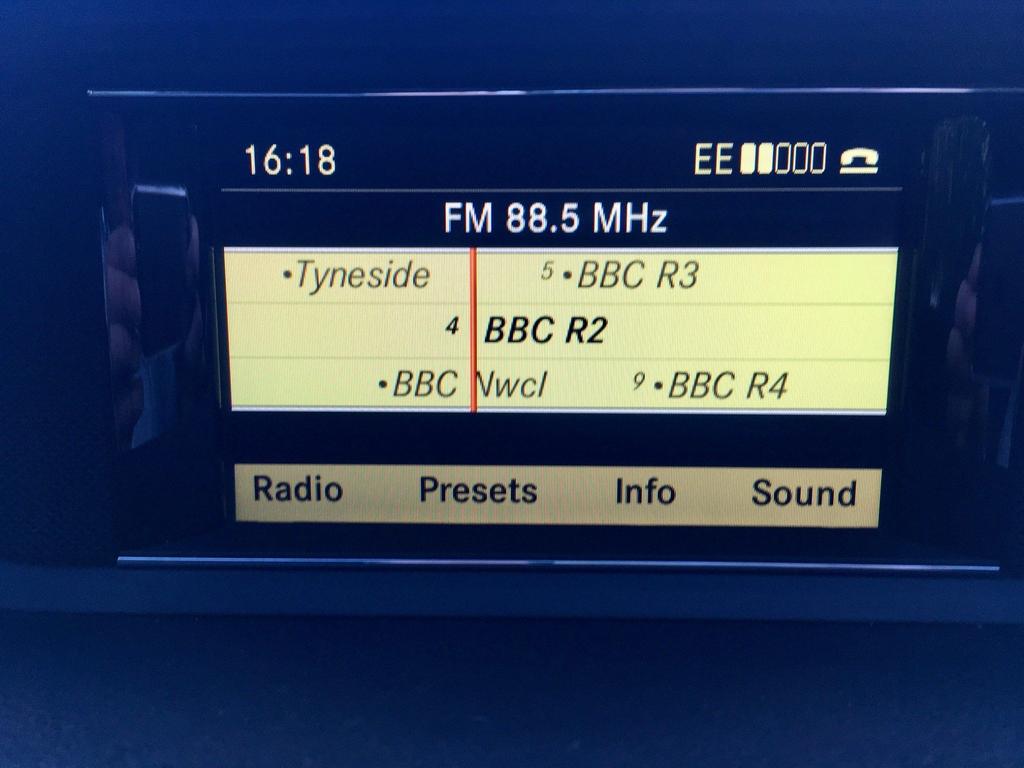 16:18 EE
FM 88.5 MHz
•Tyneside 5 •BBC R3
4 BBC R2
•BBC Nwcl 9 •BBC R4
Radio Presets Info Sound